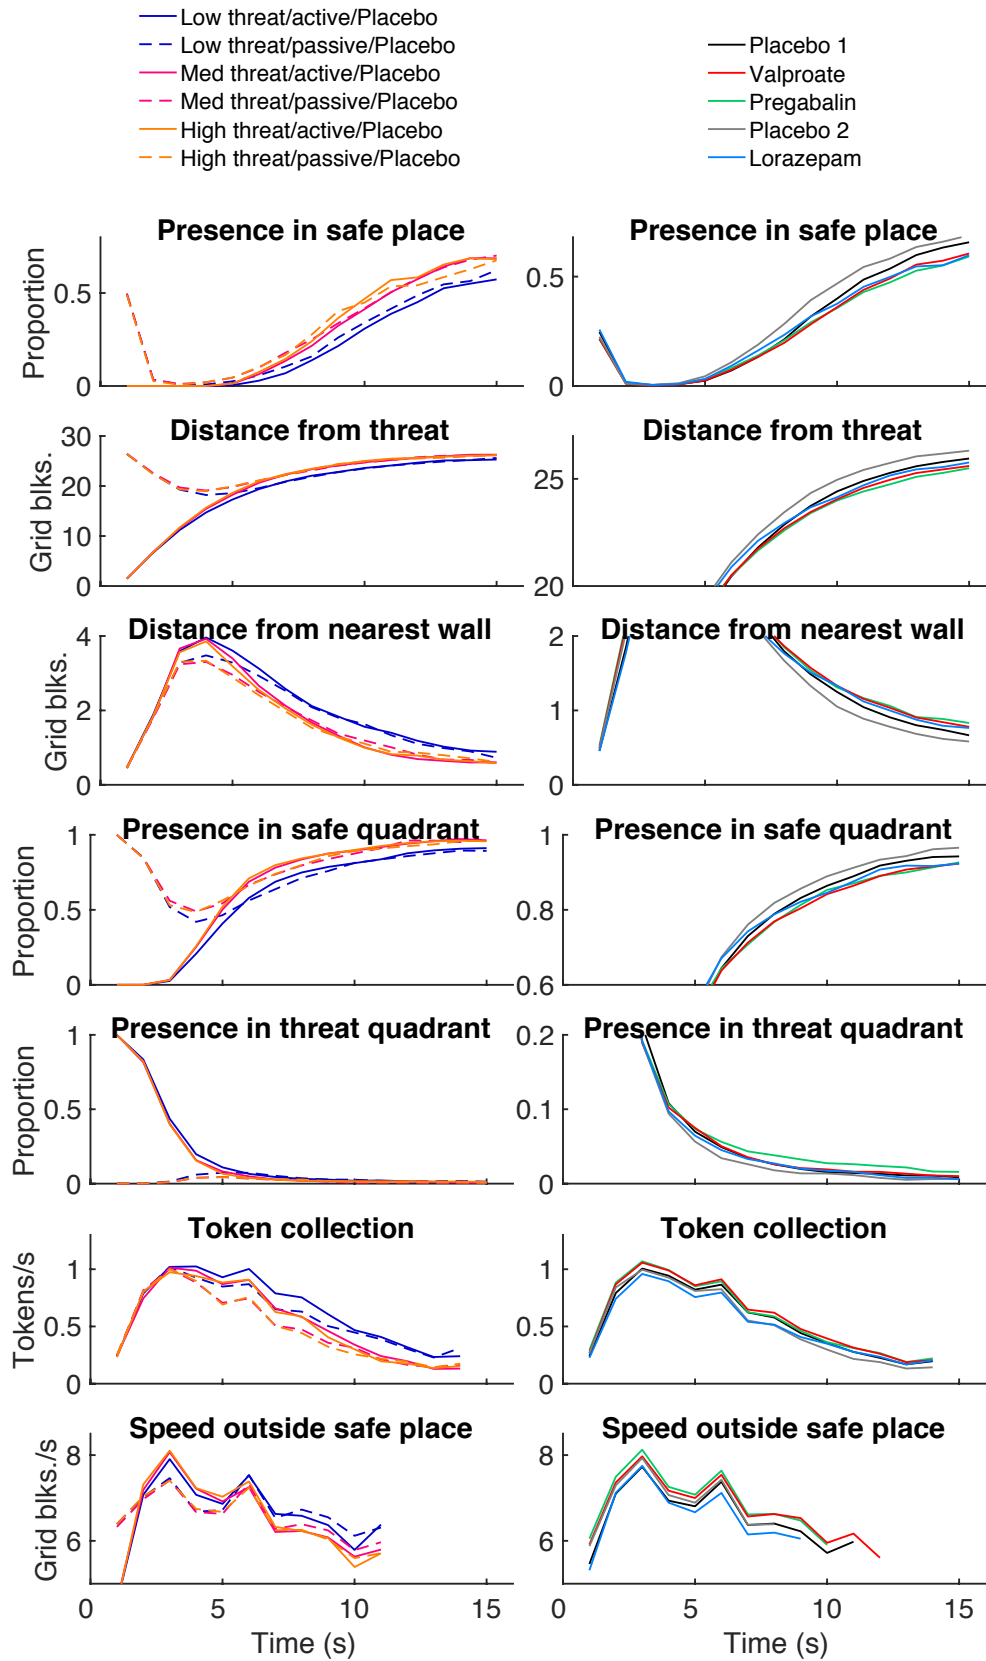 Low threat/active/Placebo
Low threat/passive/Placebo
Med threat/active/Placebo
Med threat/passive/Placebo
High threat/active/Placebo
High threat/passive/Placebo
Placebo 1
Valproate
Pregabalin
Placebo 2
Lorazepam
Presence in safe place
Proportion
0.5
0
Presence in safe place
0.5
0
Distance from threat
Grid blks.
30
20
10
0
Distance from threat
25
20
Distance from nearest wall
Grid blks.
4
2
0
Distance from nearest wall
2
1
0
Presence in safe quadrant
Proportion
1
0.5
0
Presence in safe quadrant
1
0.8
0.6
Presence in threat quadrant
Proportion
1
0.5
0
Presence in threat quadrant
0.2
0.1
0
Token collection
Tokens/s
1
0.5
0
Token collection
1
0.5
0
Speed outside safe place
Grid blks./s
8
6
0 5 10 15
Time (s)
Speed outside safe place
8
6
0 5 10 15
Time (s)